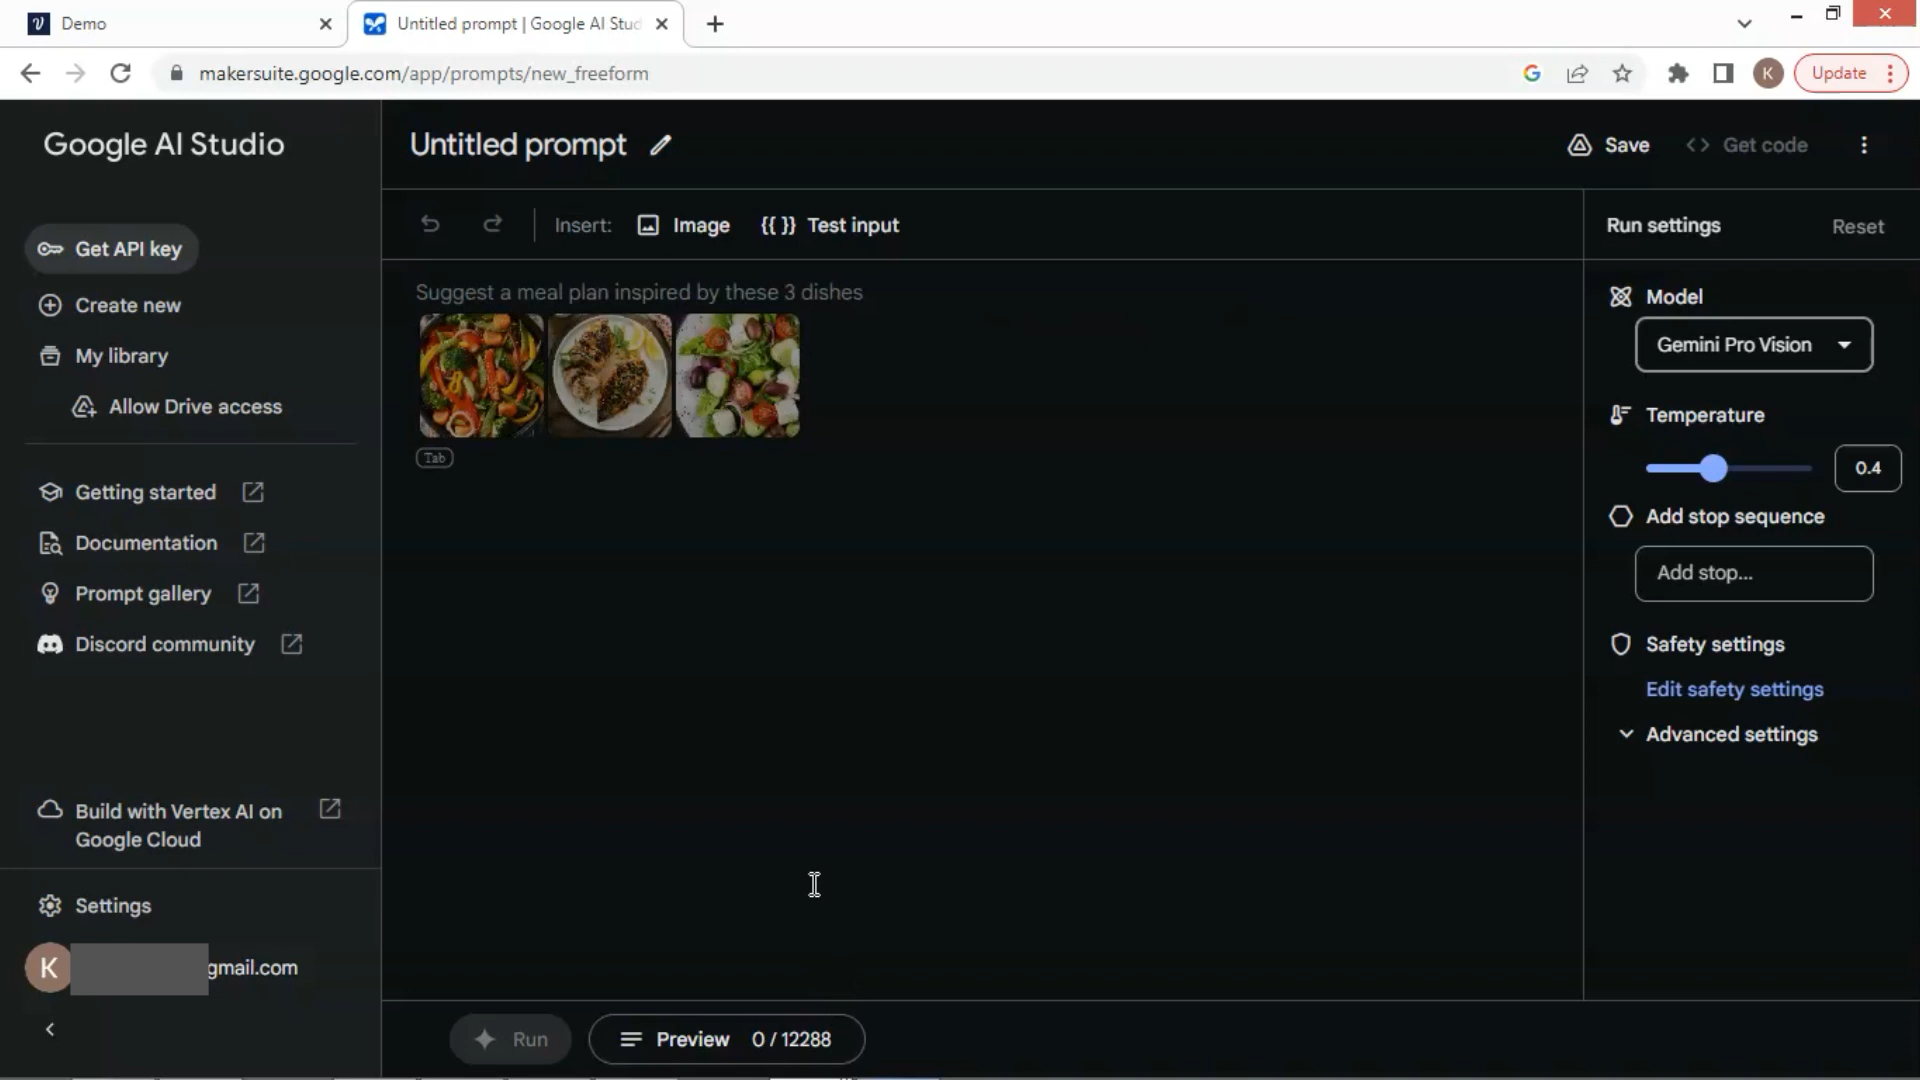 Demo
Untitled prompt | Google AI Stud
makersuite.google.com/app/prompts/new_freeform
K
Update
Google AI Studio
Untitled prompt
Save
<> Get code
Get API key
Insert:
Image
{{ }} Test input
Run settings
Reset
Create new
My library
Allow Drive access
Suggest a meal plan inspired by these 3 dishes
Tab
Model
Gemini Pro Vision
Temperature
0.4
Getting started
Documentation
Prompt gallery
Discord community
Add stop sequence
Add stop...
Safety settings
Edit safety settings
Advanced settings
Build with Vertex AI on
Google Cloud
Settings
K
gmail.com
Run
Preview 0 / 12288